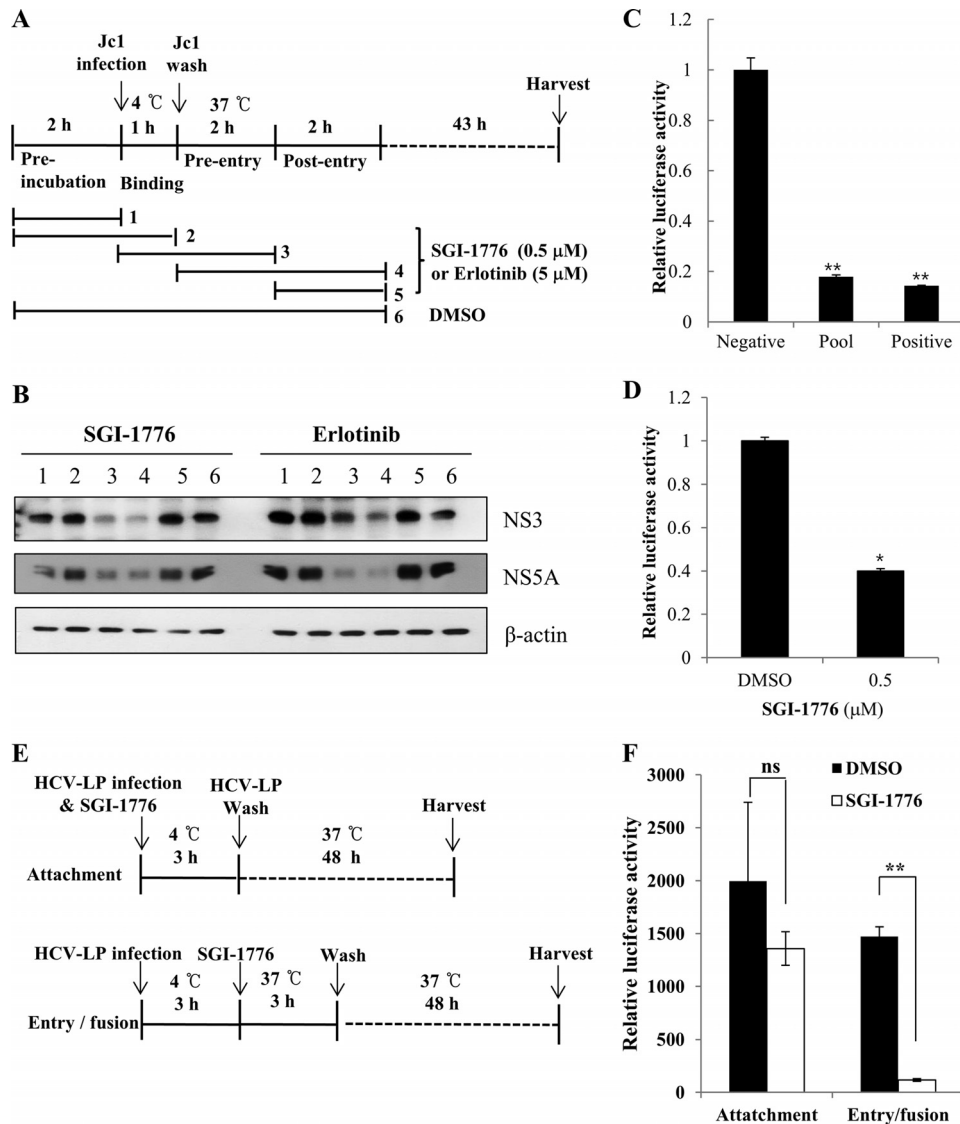 A
Jc1
infection
Jc1
wash
Harvest
4 ℃
37 ℃
2 h
1 h
2 h
2 h
43 h
Pre-
incubation
Binding
Pre-entry
Post-entry
1
2
3
4
5
6
SGI-1776 (0.5 μM)
or Erlotinib (5 μM)
DMSO
B
SGI-1776
Erlotinib
1 2 3 4 5 6
1 2 3 4 5 6
NS3
NS5A
β-actin
C
Relative luciferase activity
1.2
1
0.8
0.6
0.4
0.2
0
**
**
Negative
Pool
Positive
D
Relative luciferase activity
1.2
1
0.8
0.6
0.4
0.2
0
*
DMSO
0.5
SGI-1776 (μM)
E
HCV-LP infection
& SGI-1776
HCV-LP
Wash
Harvest
4 ℃
3 h
37 ℃
48 h
Attachment
HCV-LP infection
SGI-1776
Wash
Harvest
4 ℃
3 h
37 ℃
3 h
37 ℃
48 h
Entry / fusion
F
Relative luciferase activity
3000
2500
2000
1500
1000
500
0
ns
**
DMSO
SGI-1776
Attatchment
Entry/fusion